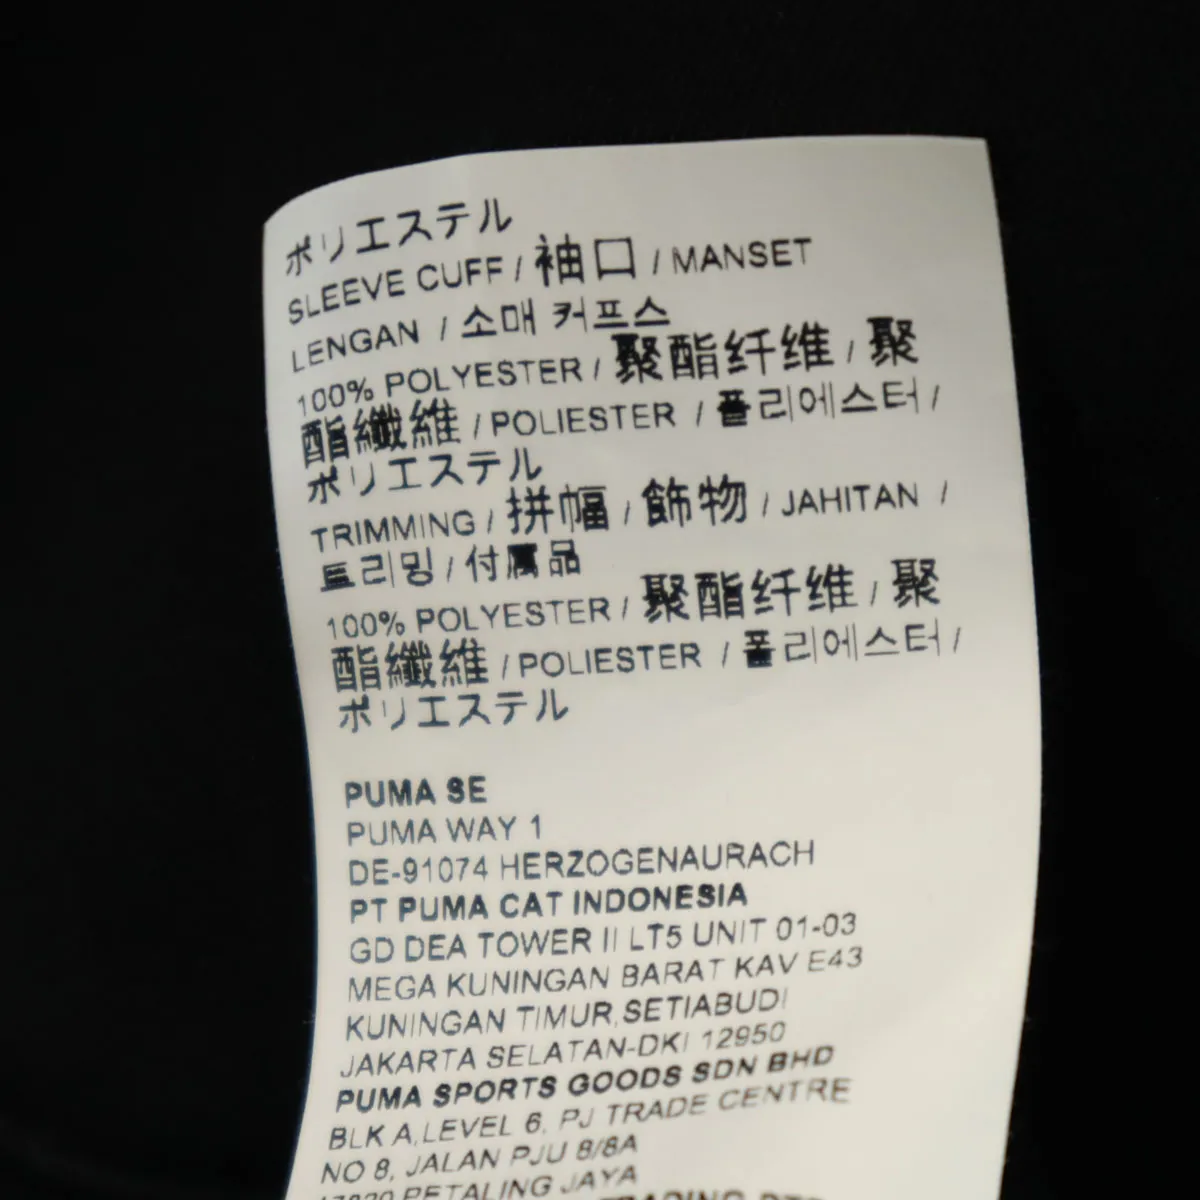 ポリエステル
SLEEVE CUFF / 袖口 / MANSET
LENGAN / 소매 커프스
100% POLYESTER / 聚酯纤维 / 聚
酯纖維 / POLIESTER / 폴리에스터 /
ポリエステル
TRIMMING / 拼幅 / 飾物 / JAHITAN /
트리밍 / 付属品
100% POLYESTER / 聚酯纤维 / 聚
酯纖維 / POLIESTER / 폴리에스터 /
ポリエステル
PUMA SE
PUMA WAY 1
DE-91074 HERZOGENAURACH
PT PUMA CAT INDONESIA
GD DEA TOWER II LT5 UNIT 01-03
MEGA KUNINGAN BARAT KAV E43
KUNINGAN TIMUR,SETIABUDI
JAKARTA SELATAN-DKI 12950
PUMA SPORTS GOODS SDN BHD
BLK A,LEVEL 6, PJ TRADE CENTRE
NO 8, JALAN PJU 8/8A
PETALING JAYA
TRADING